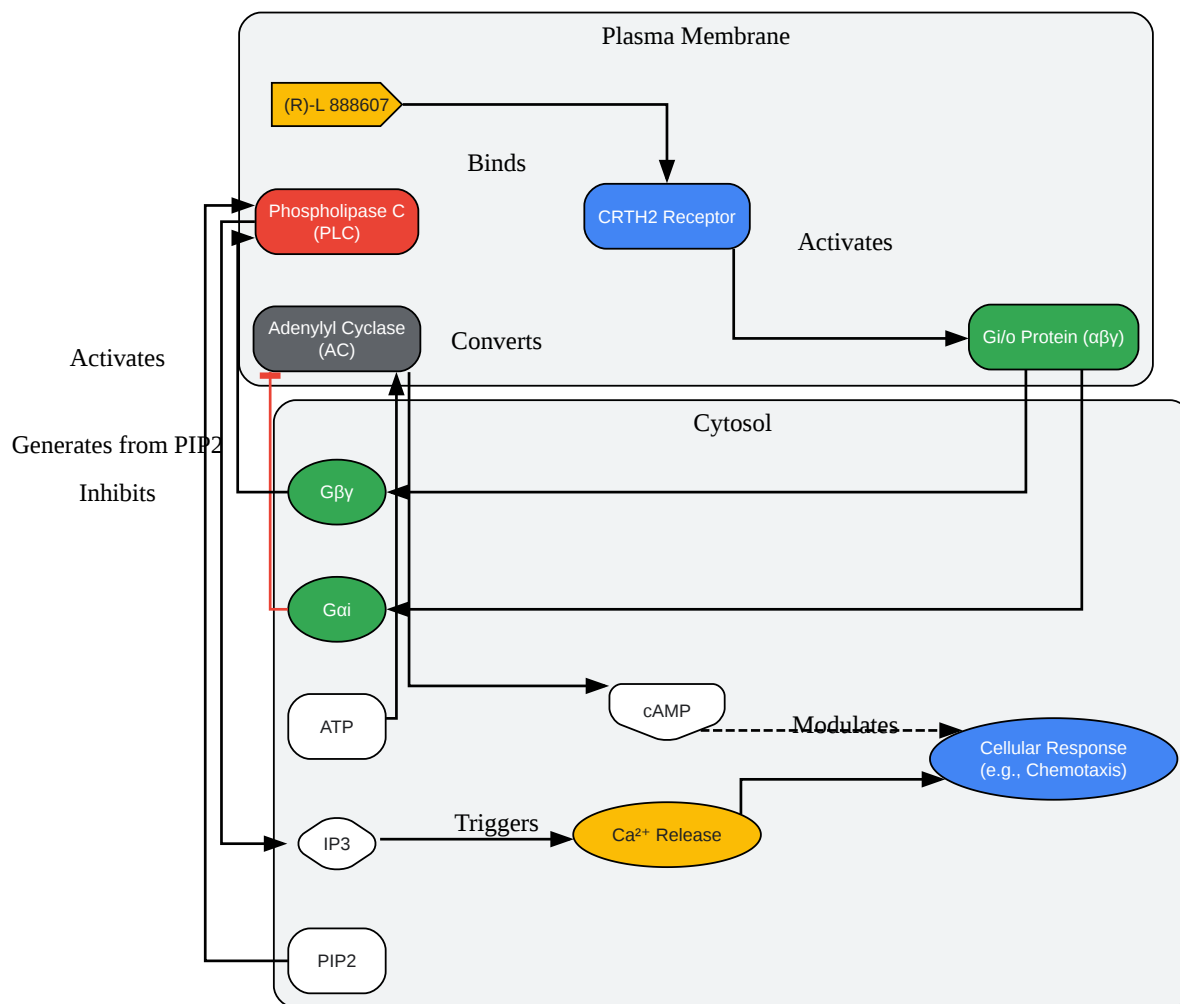 Plasma Membrane
(R)-L 888607
Binds
Phospholipase C
(PLC)
CRTH2 Receptor
Activates
Adenylyl Cyclase
(AC)
Converts
Gi/o Protein (αβγ)
Activates
Cytosol
Generates from PIP2
Inhibits
Gβγ
Gαi
ATP
cAMP
Modulates
Cellular Response
(e.g., Chemotaxis)
IP3
Triggers
Ca²⁺ Release
PIP2